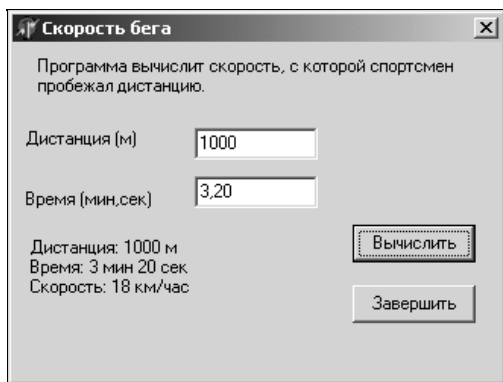 Скорость бега
Программа вычислит скорость, с которой спортсмен
пробежал дистанцию.
Дистанция (м)
1000
Время (мин,сек)
3,20
Дистанция: 1000 м
Время: 3 мин 20 сек
Скорость: 18 км/час
Вычислить
Завершить